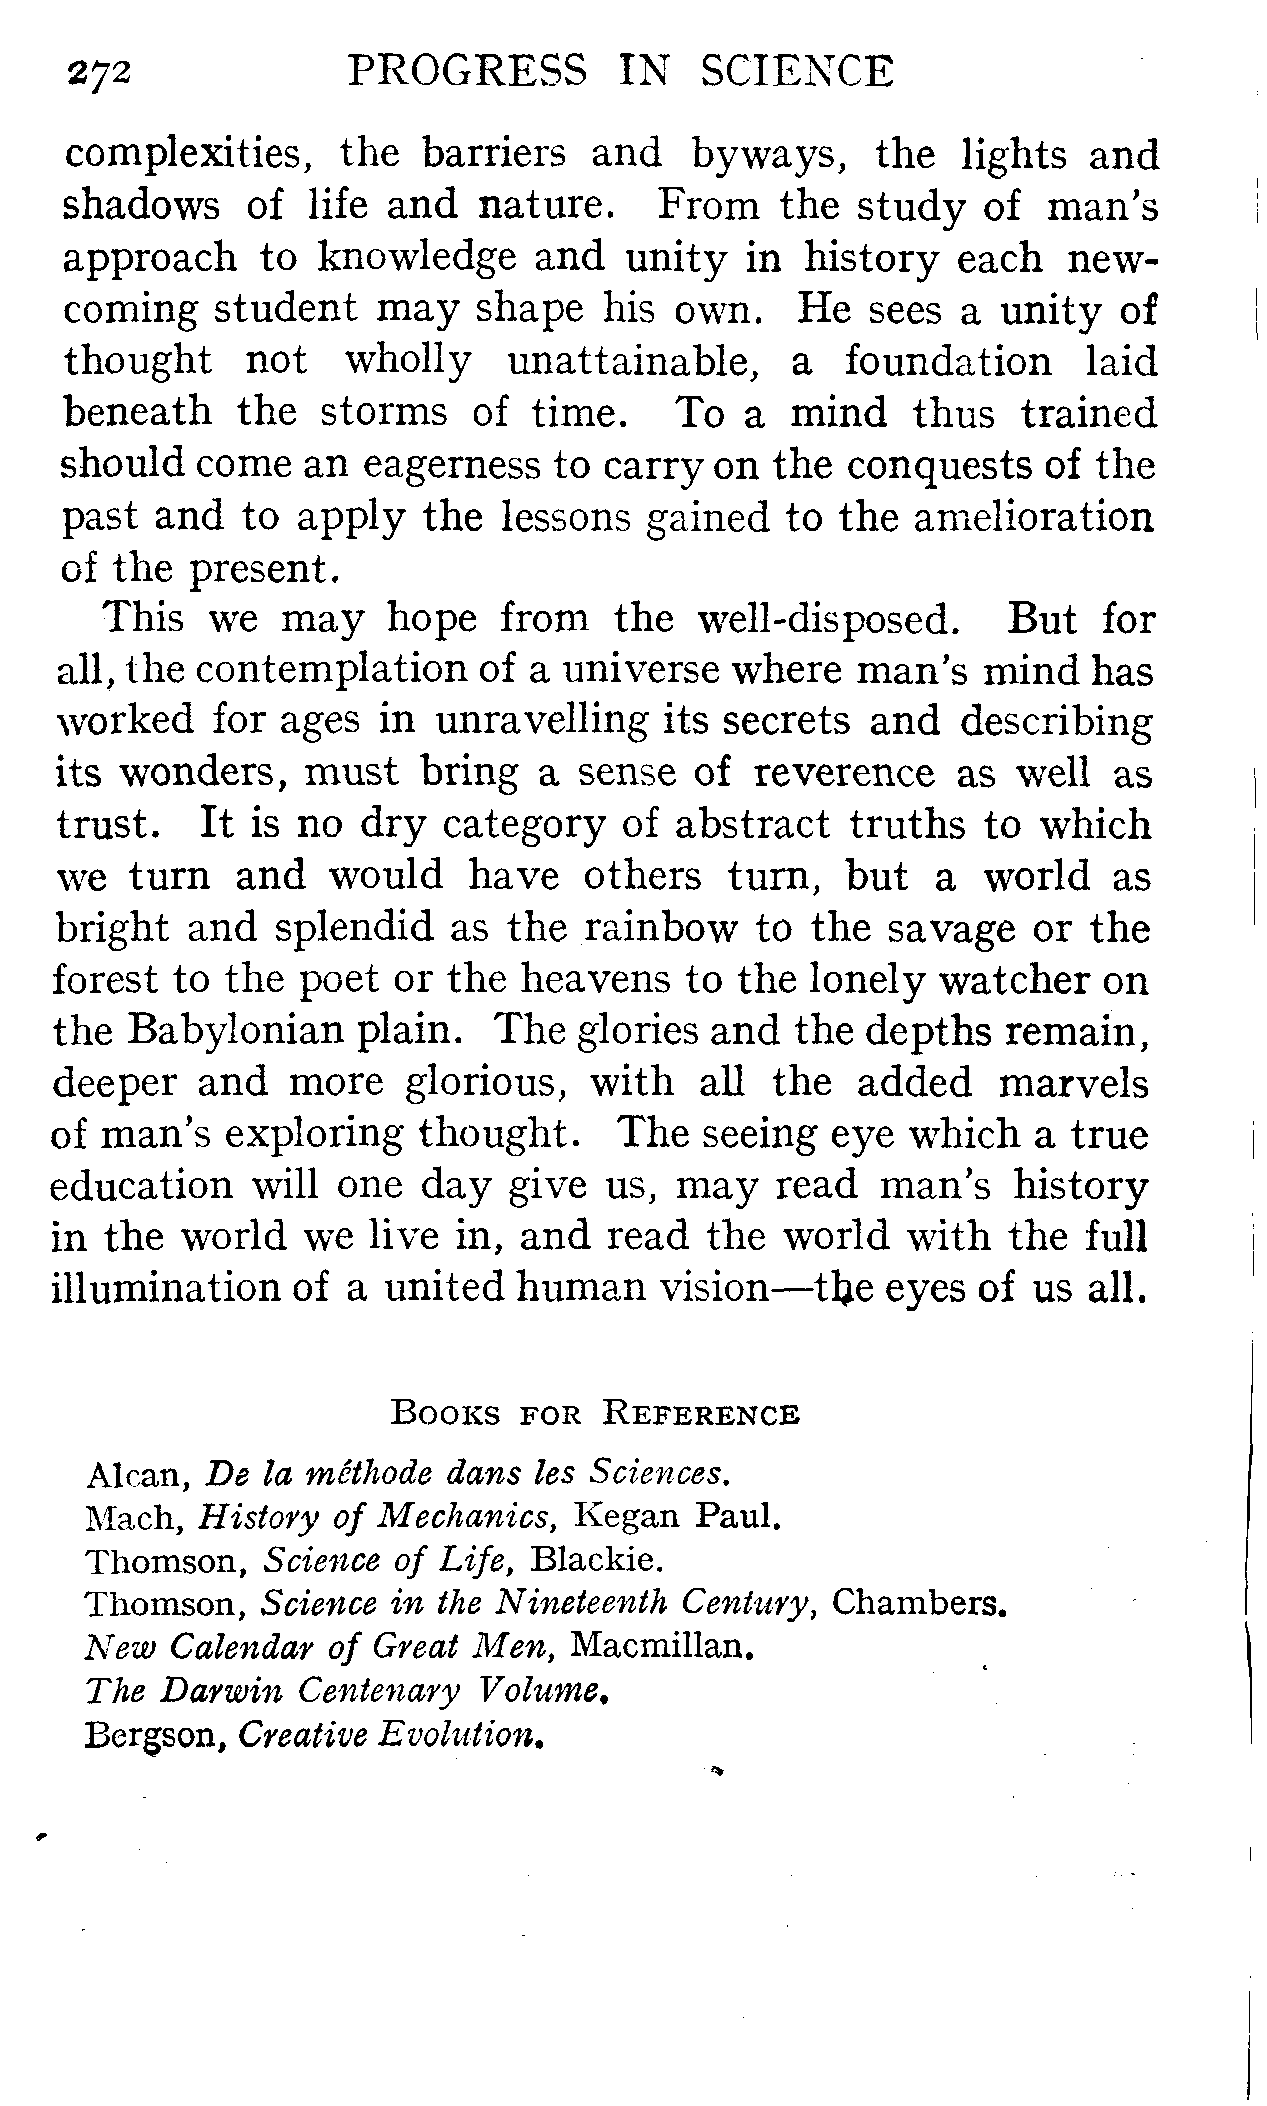 272 PROGRESS IN SCIENCE
complexities, the barriers and byways, the lights and
shadows of life and nature. From the study of man's
approach to knowledge and unity in history each new-
coming student may shape his own. He sees a unity of
thought not wholly unattainable, a foundation laid
beneath the storms of time. To a mind thus trained
should come an eagerness to carry on the conquests of the
past and to apply the lessons gained to the amelioration
of the present.
This we may hope from the well-disposed. But for
all, the contemplation of a universe where man's mind has
worked for ages in unravelling its secrets and describing
its wonders, must bring a sense of reverence as well as
trust. It is no dry category of abstract truths to which
we turn and would have others turn, but a world as
bright and splendid as the rainbow to the savage or the
forest to the poet or the heavens to the lonely watcher on
the Babylonian plain. The glories and the depths remain,
deeper and more glorious, with all the added marvels
of man's exploring thought. The seeing eye which a true
education will one day give us, may read man's history
in the world we live in, and read the world with the full
illumination of a united human vision—the eyes of us all.
BOOKS FOR REFERENCE
Alcan, De la méthode dans les Sciences.
Mach, History of Mechanics, Kegan Paul.
Thomson, Science of Life, Blackie.
Thomson, Science in the Nineteenth Century, Chambers.
New Calendar of Great Men, Macmillan.
The Darwin Centenary Volume.
Bergson, Creative Evolution.